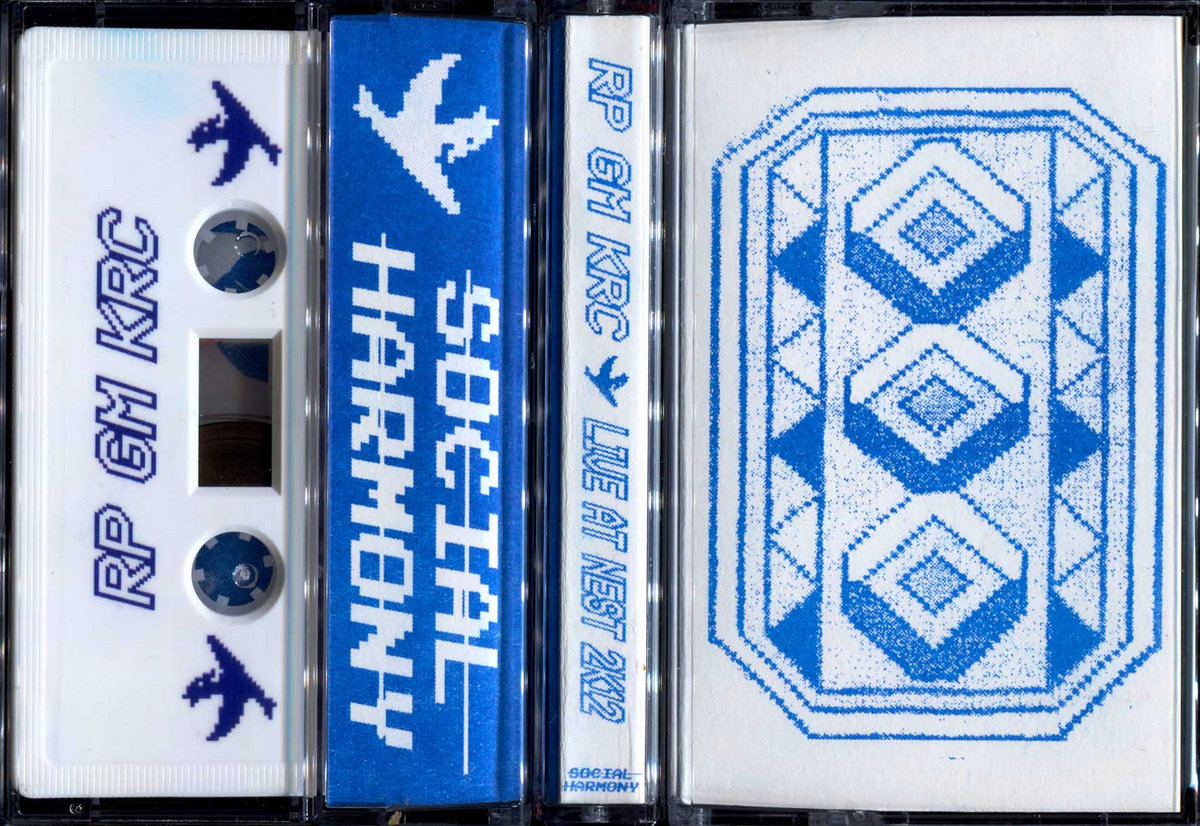 RP GM KRC
SOCIAL
HARMONY
RP GM KRC LIVE AT NEST 2K12
SOCIAL
HARMONY